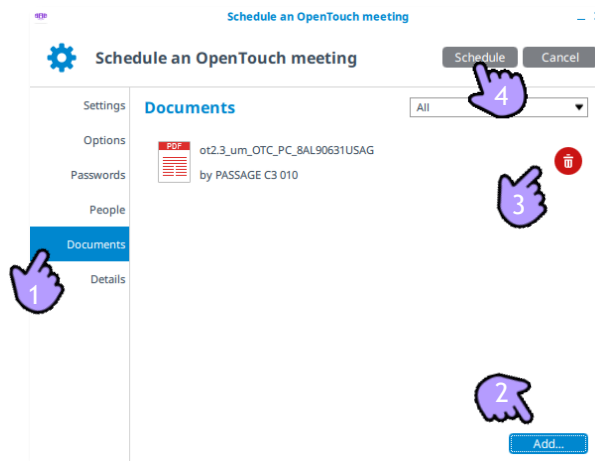 Schedule an OpenTouch meeting
Schedule an OpenTouch meeting
Schedule
Cancel
4
Settings
Documents
All
Options
PDF
ot2.3_um_OTC_PC_8AL90631USAG
Passwords
by PASSAGE C3 010
3
People
Documents
Details
1
2
Add...